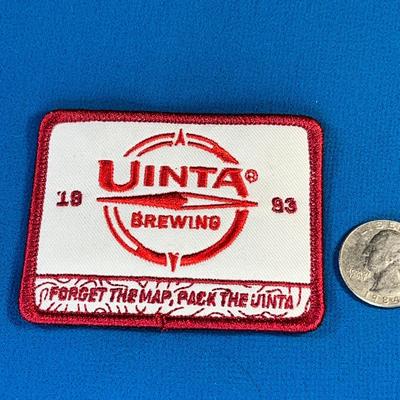 UINTA®
19 93
BREWING
FORGET THE MAP, PACK THE UINTA